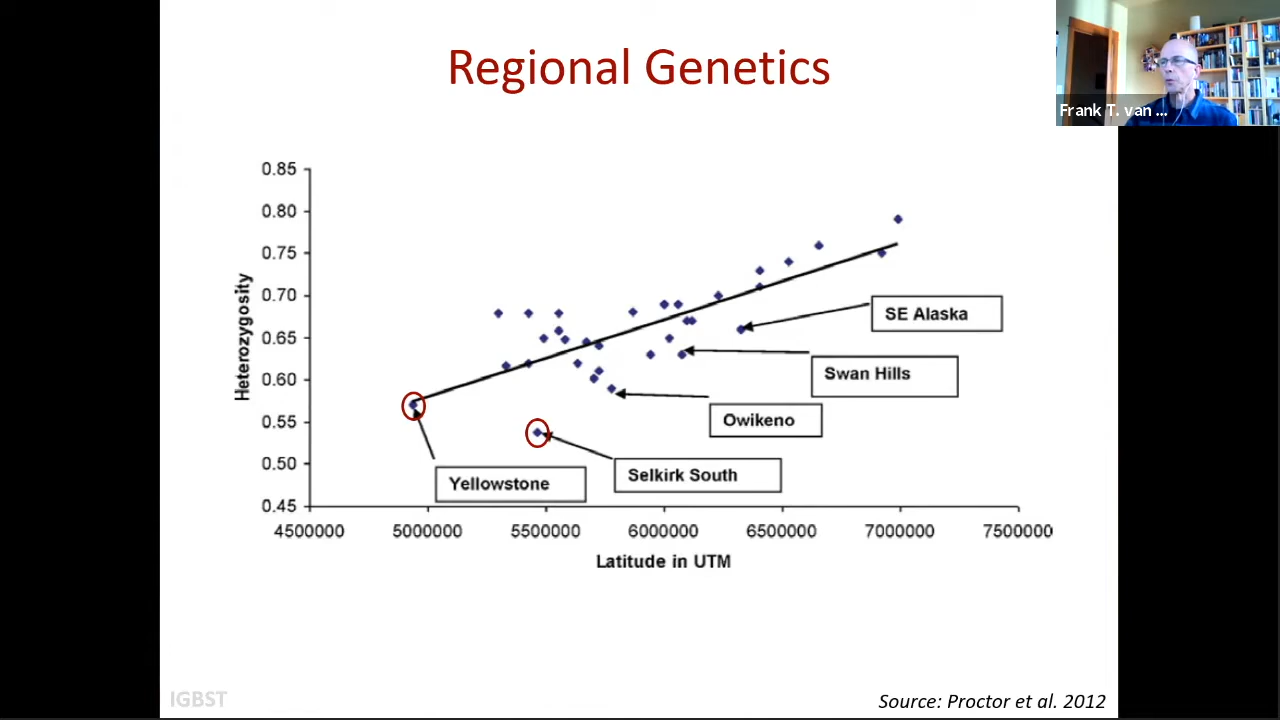 Regional Genetics
Frank T. van ...
0.85
0.80
0.75
0.70
0.65
0.60
0.55
0.50
0.45
Heterozygosity
SE Alaska
Swan Hills
Owikeno
Selkirk South
Yellowstone
4500000 5000000 5500000 6000000 6500000 7000000 7500000
Latitude in UTM
IGBST
Source: Proctor et al. 2012